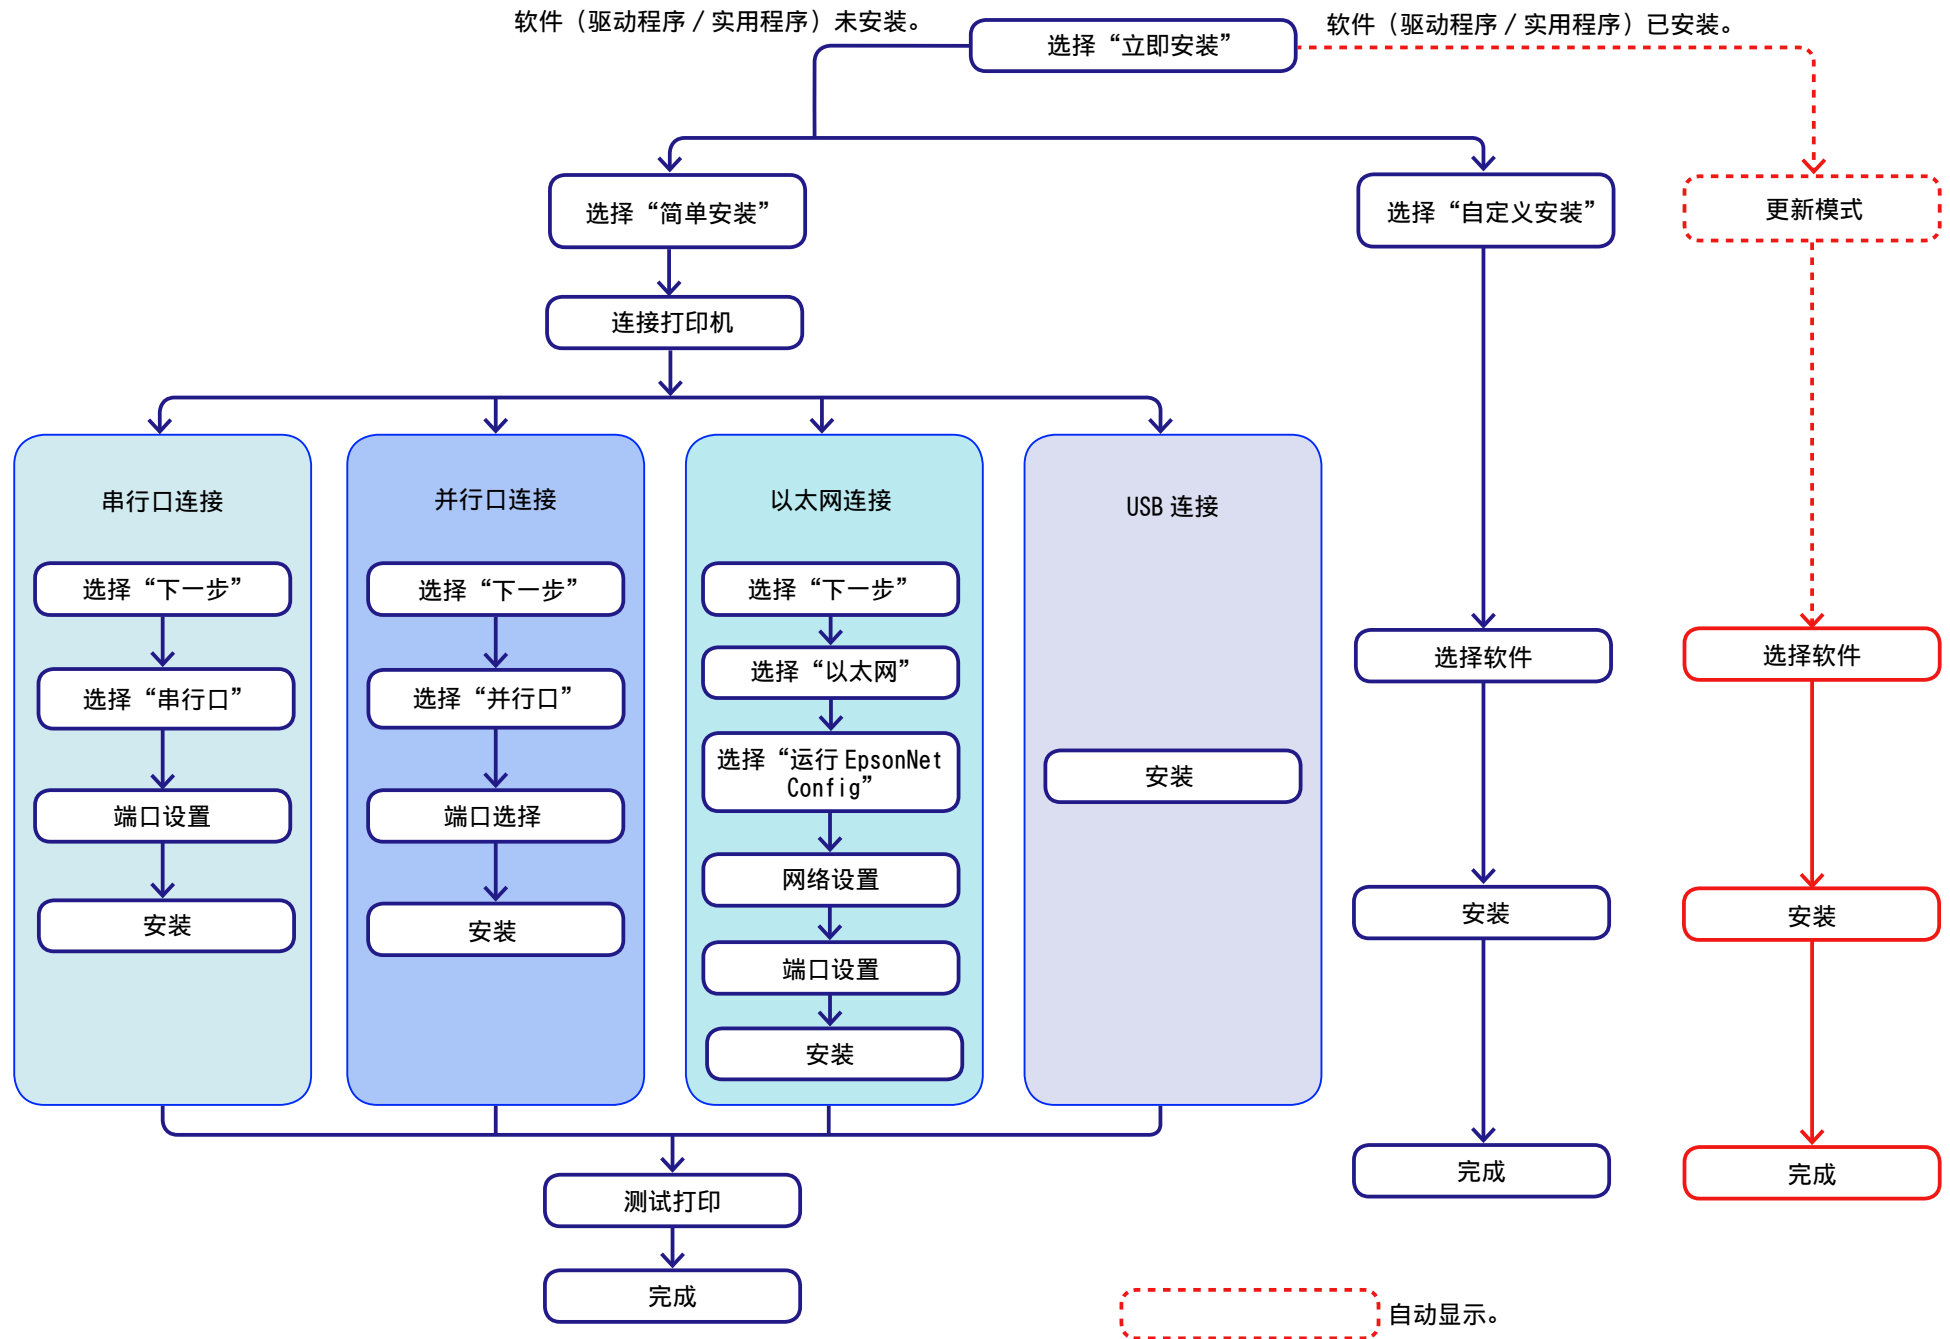 软件（驱动程序 / 实用程序）未安装。
选择“立即安装”
软件（驱动程序 / 实用程序）已安装。
选择“简单安装”
选择“自定义安装”
更新模式
连接打印机
串行口连接
选择“下一步”
选择“串行口”
端口设置
安装
并行口连接
选择“下一步”
选择“并行口”
端口选择
安装
以太网连接
选择“下一步”
选择“以太网”
选择“运行 EpsonNet
Config”
网络设置
端口设置
安装
USB 连接
安装
测试打印
完成
选择软件
安装
完成
选择软件
安装
完成
自动显示。